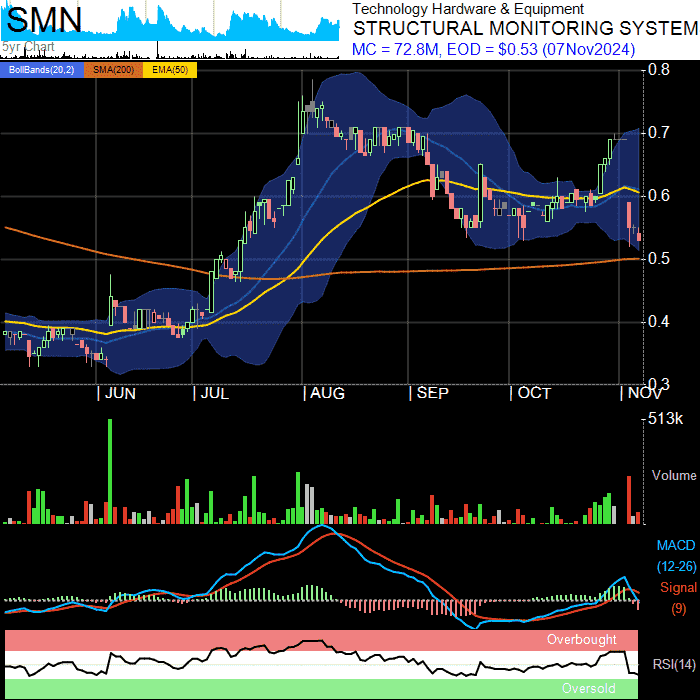 SMN
5yr Chart
Technology Hardware & Equipment
STRUCTURAL MONITORING SYSTEM
MC = 72.8M, EOD = $0.53 (07Nov2024)
BollBands(20,2) SMA(200) EMA(50)
0.8
0.7
0.6
0.5
0.4
0.3
JUN JUL AUG SEP OCT NOV
513k
Volume
MACD
(12-26)
Signal
(9)
Overbought
RSI(14)
Oversold